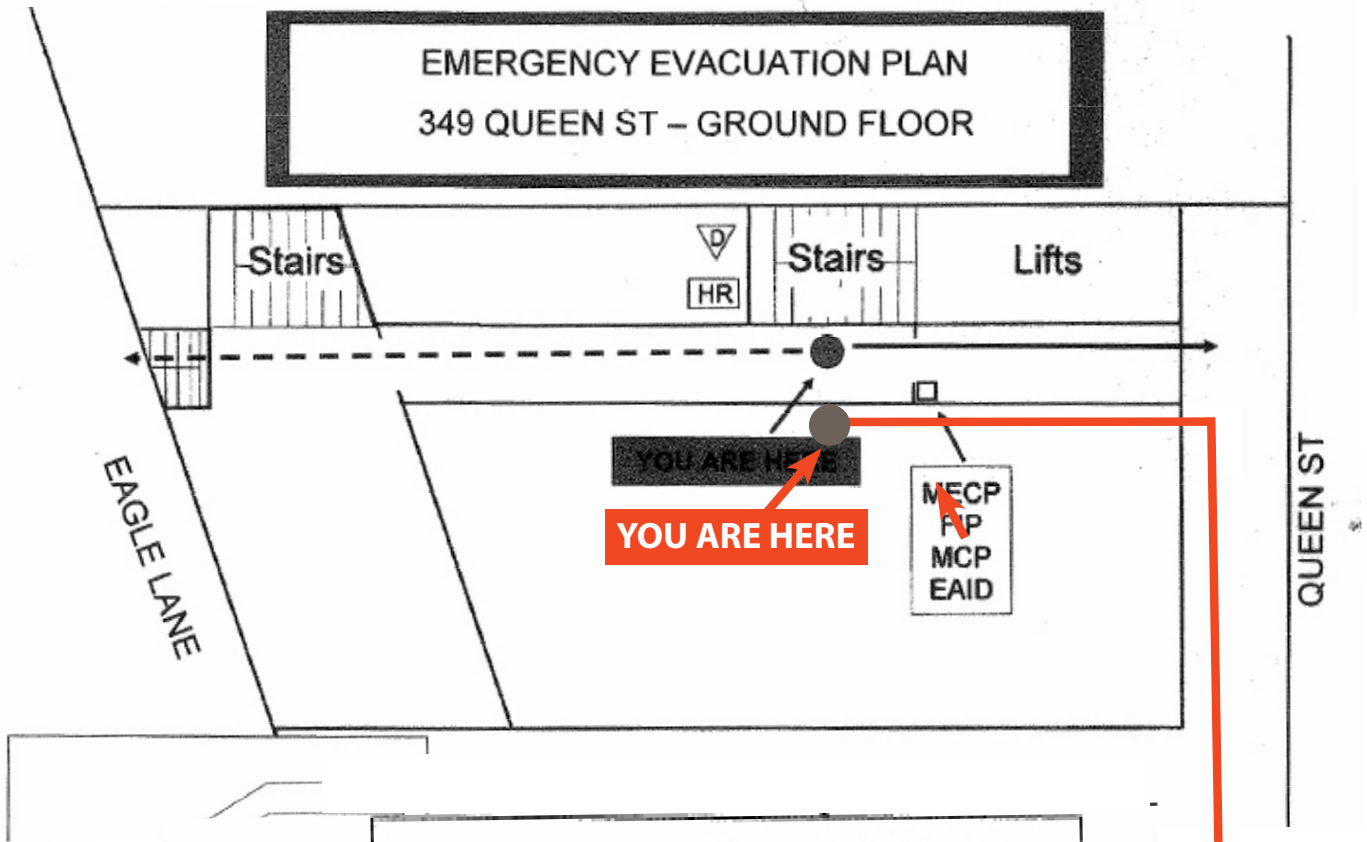 EMERGENCY EVACUATION PLAN
349 QUEEN ST – GROUND FLOOR
Stairs
D
HR
Stairs
Lifts
YOU ARE HERE
YOU ARE HERE
MECP
FIP
MCP
EAID
EAGLE LANE
QUEEN ST